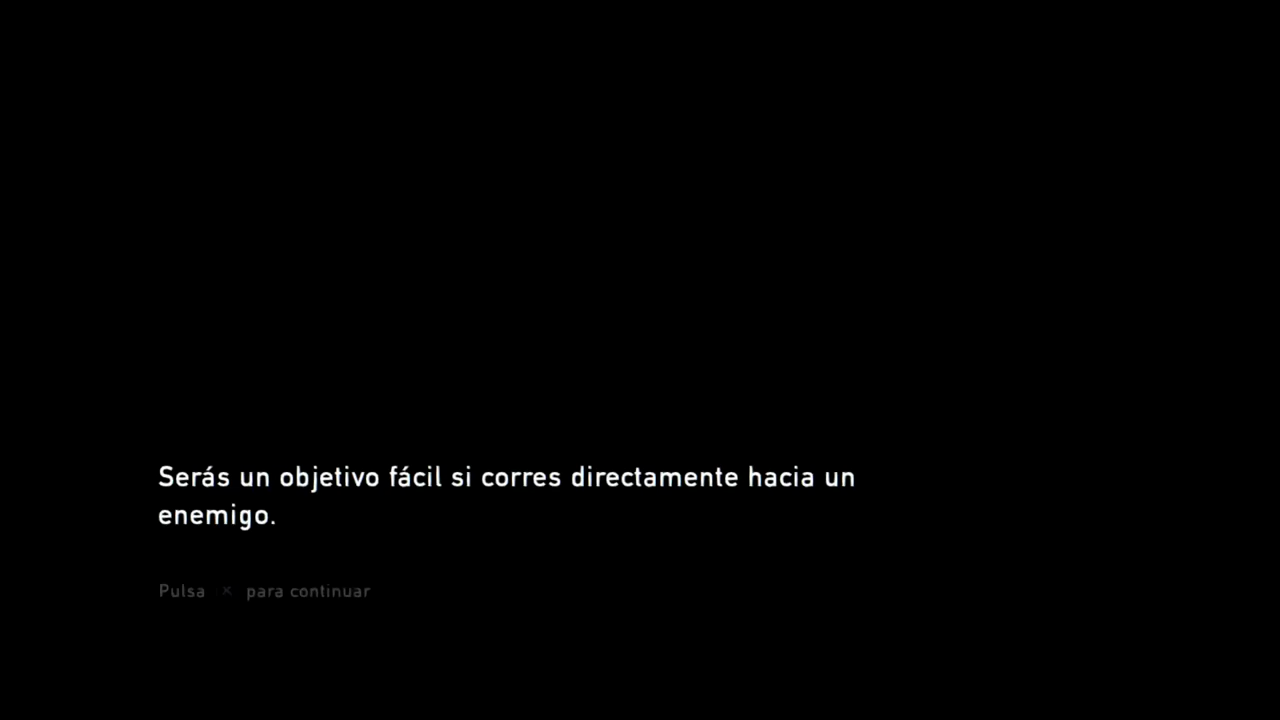 Serás un objetivo fácil si corres directamente hacia un
enemigo.
Pulsa × para continuar